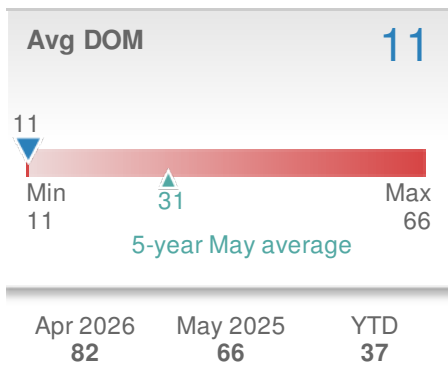 Avg DOM 11
11
Min Max
11 31 66
5-year May average
Apr 2026 May 2025 YTD
82 66 37